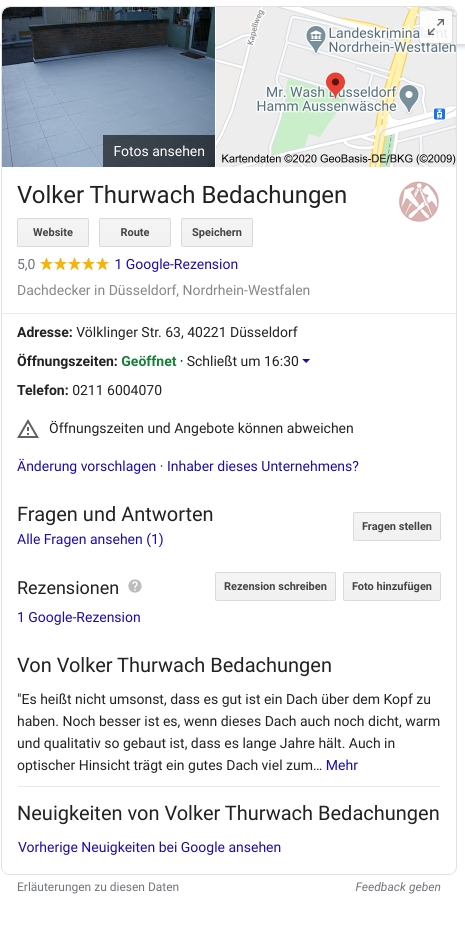 Kapellweg
Landeskriminalamt
Nordrhein-Westfalen
Mr. Wash Düsseldorf
Hamm Aussenwäsche
Fotos ansehen
Kartendaten ©2020 GeoBasis-DE/BKG (©2009)
Volker Thurwach Bedachungen
Website Route Speichern
5,0 ★★★★★ 1 Google-Rezension
Dachdecker in Düsseldorf, Nordrhein-Westfalen
Adresse: Völklinger Str. 63, 40221 Düsseldorf
Öffnungszeiten: Geöffnet · Schließt um 16:30
Telefon: 0211 6004070
Öffnungszeiten und Angebote können abweichen
Änderung vorschlagen · Inhaber dieses Unternehmens?
Fragen und Antworten
Fragen stellen
Alle Fragen ansehen (1)
Rezensionen ? Rezension schreiben Foto hinzufügen
1 Google-Rezension
Von Volker Thurwach Bedachungen
"Es heißt nicht umsonst, dass es gut ist ein Dach über dem Kopf zu
haben. Noch besser ist es, wenn dieses Dach auch noch dicht, warm
und qualitativ so gebaut ist, dass es lange Jahre hält. Auch in
optischer Hinsicht trägt ein gutes Dach viel zum… Mehr
Neuigkeiten von Volker Thurwach Bedachungen
Vorherige Neuigkeiten bei Google ansehen
Erläuterungen zu diesen Daten Feedback geben